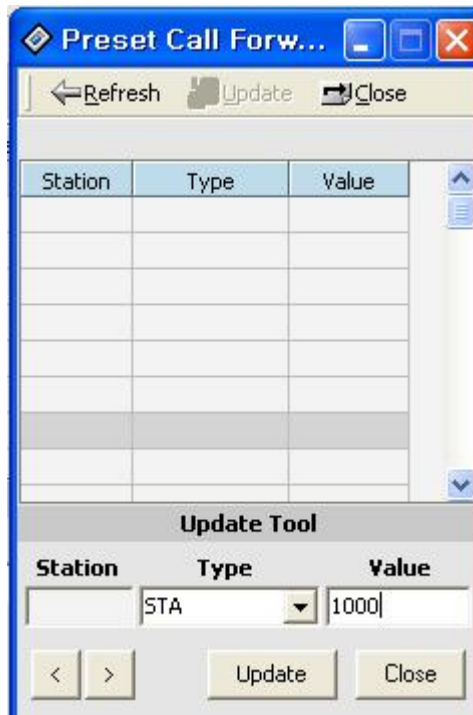 Preset Call Forw...
Refresh Update Close
Station Type Value
Update Tool
Station Type Value
STA 1000
< > Update Close